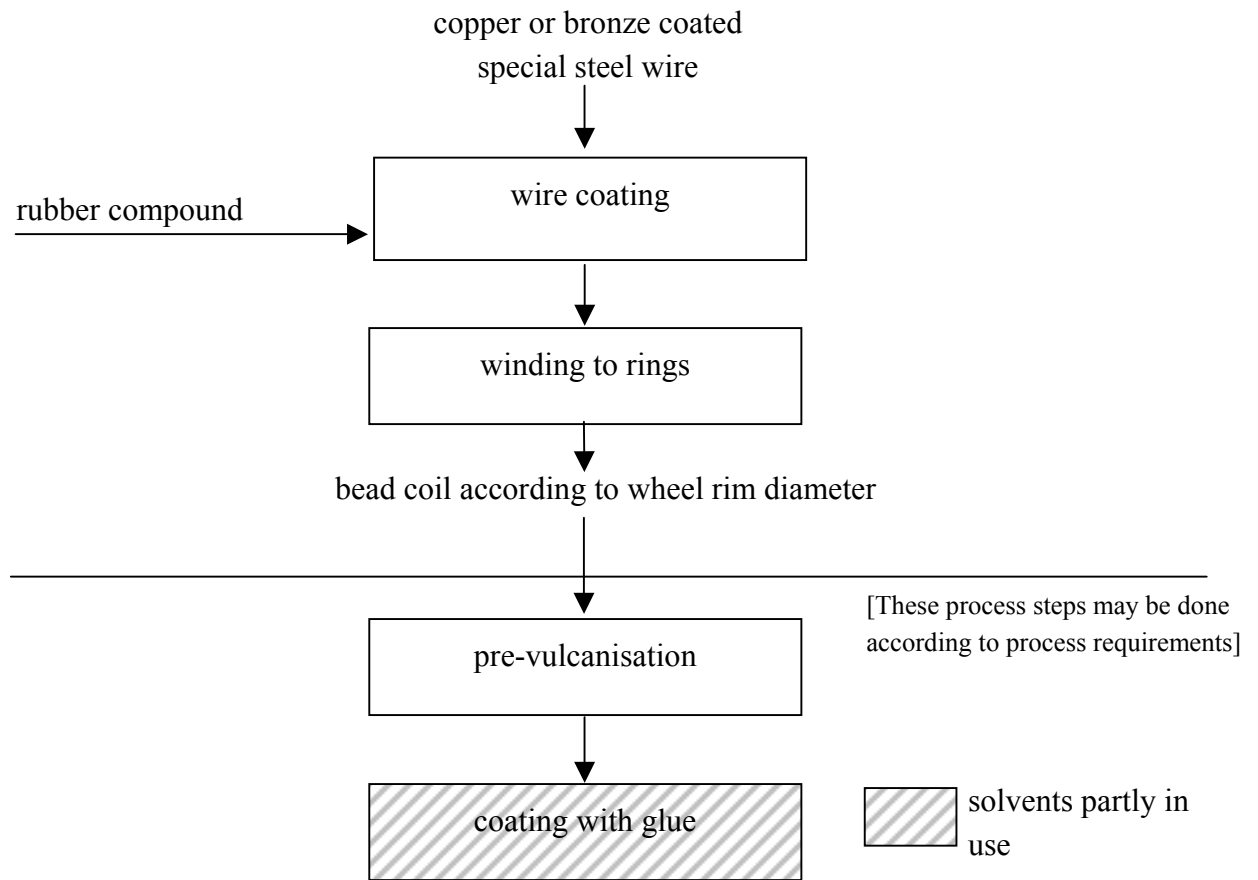 copper or bronze coated
special steel wire
wire coating
rubber compound
winding to rings
bead coil according to wheel rim diameter
[These process steps may be done
according to process requirements]
pre-vulcanisation
coating with glue
solvents partly in
use